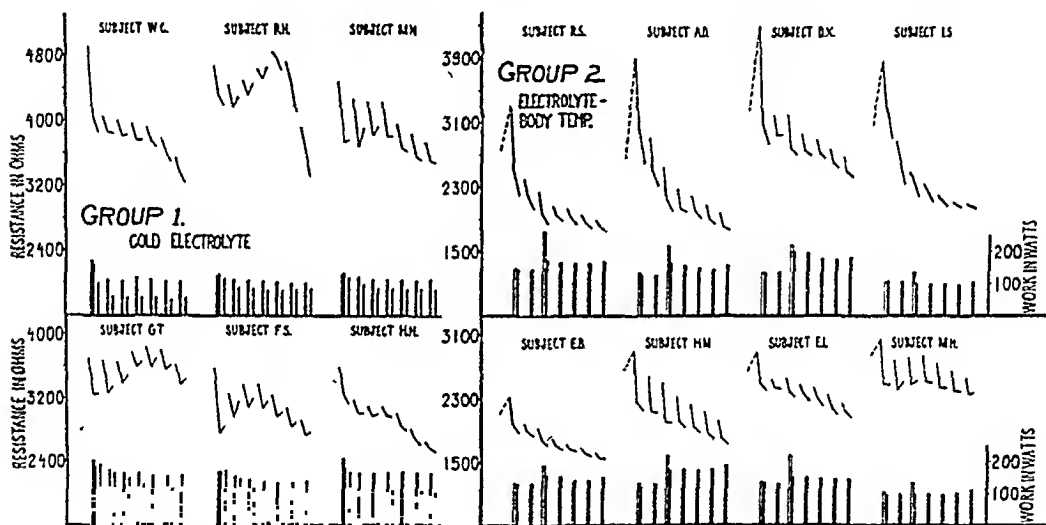 SUBJECT W.G. SUBJECT R.H. SUBJECT M.H.
4800
4000
3200
2400
RESISTANCE IN OHMS
GROUP 1.
COLD ELECTROLYTE
SUBJECT R.S. SUBJECT A.D. SUBJECT D.K. SUBJECT I.S.
3900
3100
2300
1500
GROUP 2.
ELECTROLYTE-
BODY TEMP.
200
100
WORK IN WATTS
SUBJECT G.T. SUBJECT F.S. SUBJECT H.H.
4000
3200
2400
RESISTANCE IN OHMS
SUBJECT E.D. SUBJECT H.M. SUBJECT E.L. SUBJECT M.H.
3100
2300
1500
200
100
WORK IN WATTS